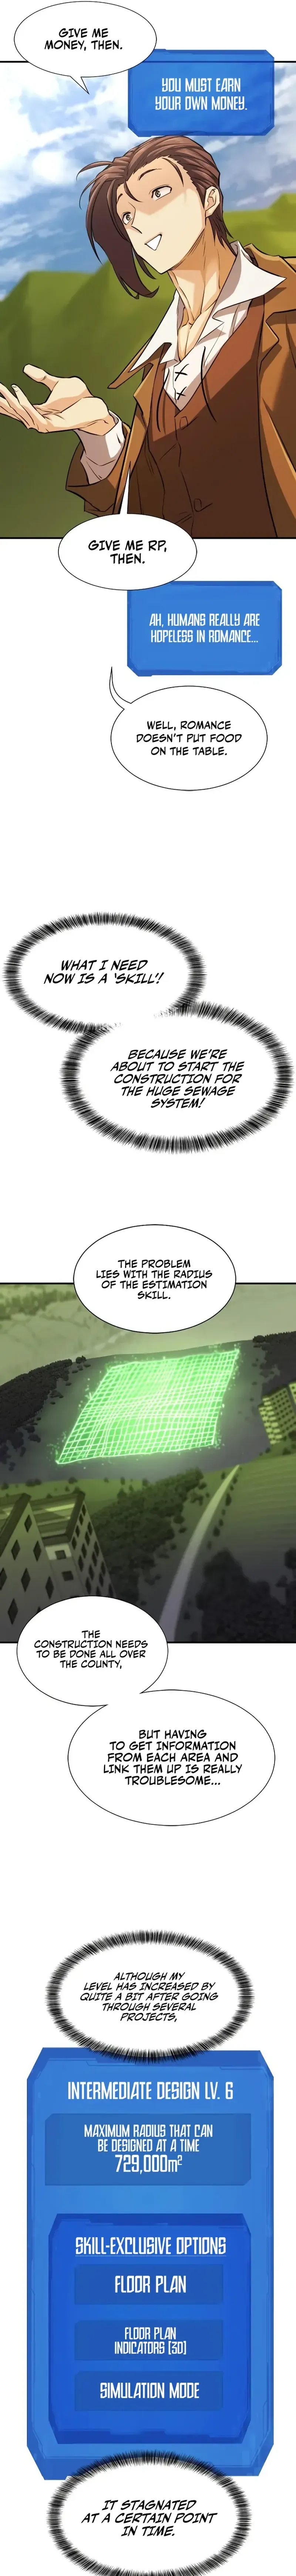 GIVE ME
MONEY, THEN.
YOU MUST EARN
YOUR OWN MONEY.
GIVE ME RP,
THEN.
AH, HUMANS REALLY ARE
HOPELESS IN ROMANCE...
WELL, ROMANCE
DOESN'T PUT FOOD
ON THE TABLE.
WHAT I NEED
NOW IS A 'SKILL'!
BECAUSE WE'RE
ABOUT TO START THE
CONSTRUCTION FOR
THE HUGE SEWAGE
SYSTEM!
THE PROBLEM
LIES WITH THE RADIUS
OF THE ESTIMATION
SKILL.
THE
CONSTRUCTION NEEDS
TO BE DONE ALL OVER
THE COUNTY,
BUT HAVING
TO GET INFORMATION
FROM EACH AREA AND
LINK THEM UP IS REALLY
TROUBLESOME...
ALTHOUGH MY
LEVEL HAS INCREASED BY
QUITE A BIT AFTER GOING
THROUGH SEVERAL
PROJECTS,
INTERMEDIATE DESIGN LV. 6
MAXIMUM RADIUS THAT CAN
BE DESIGNED AT A TIME
729,000m²
SKILL-EXCLUSIVE OPTIONS
FLOOR PLAN
FLOOR PLAN
INDICATORS (3D)
SIMULATION MODE
IT STAGNATED
AT A CERTAIN POINT
IN TIME.